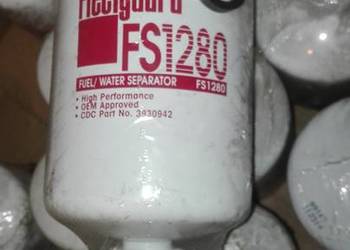 Fleetguard
FS1280
FUEL/ WATER SEPARATOR FS1280
• High Performance
• OEM Approved
• CDC Part No. 3930942